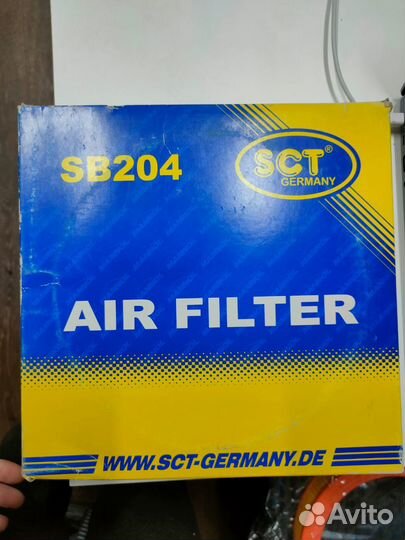 SB204
SCT®
GERMANY
AIR FILTER
WWW.SCT-GERMANY.DE
Avito